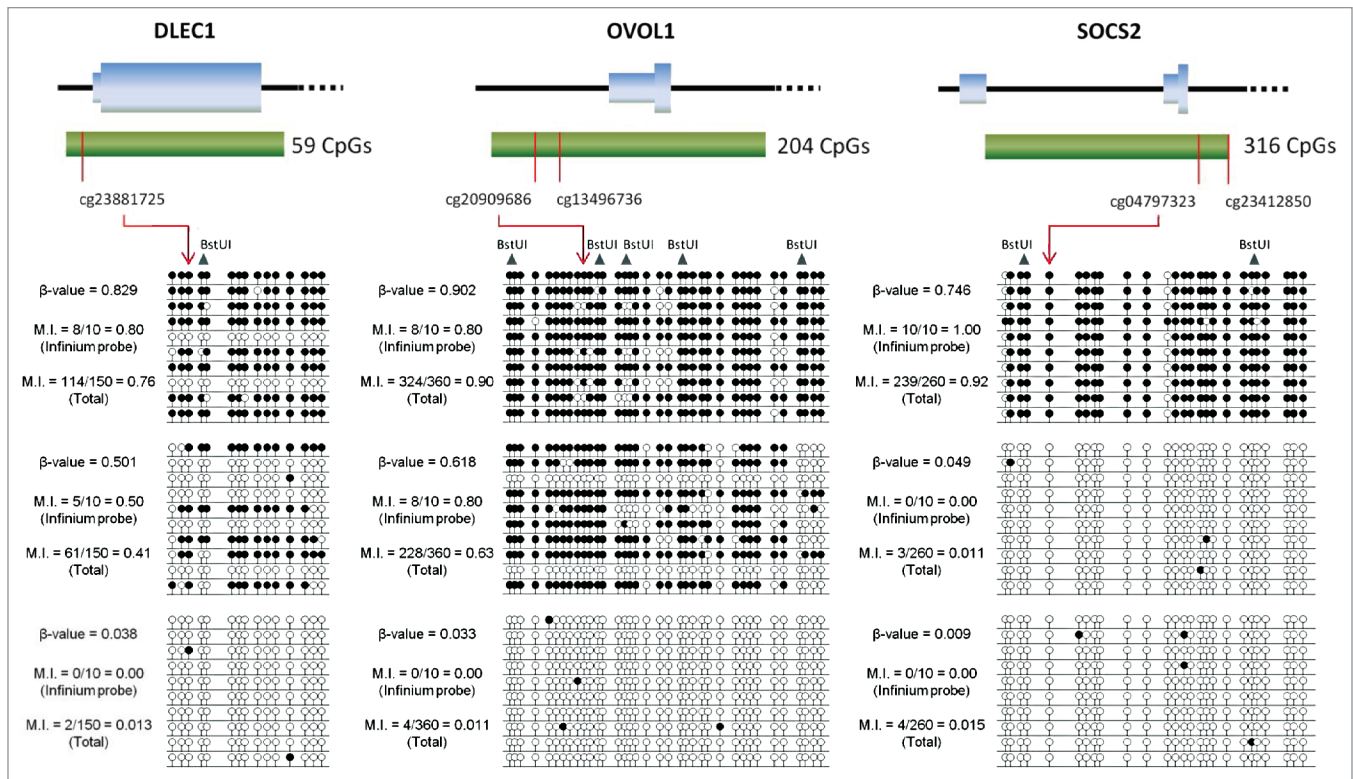 DLEC1
OVOL1
SOCS2
59 CpGs
204 CpGs
316 CpGs
cg23881725
cg20909686
cg13496736
cg04797323
cg23412850
BstUI
BstUI
BstUI
BstUI
BstUI
BstUI
BstUI
BstUI
β-value = 0.829
M.I. = 8/10 = 0.80
(Infinium probe)
M.I. = 114/150 = 0.76
(Total)
β-value = 0.902
M.I. = 8/10 = 0.80
(Infinium probe)
M.I. = 324/360 = 0.90
(Total)
β-value = 0.746
M.I. = 10/10 = 1.00
(Infinium probe)
M.I. = 239/260 = 0.92
(Total)
β-value = 0.501
M.I. = 5/10 = 0.50
(Infinium probe)
M.I. = 61/150 = 0.41
(Total)
β-value = 0.618
M.I. = 8/10 = 0.80
(Infinium probe)
M.I. = 228/360 = 0.63
(Total)
β-value = 0.049
M.I. = 0/10 = 0.00
(Infinium probe)
M.I. = 3/260 = 0.011
(Total)
β-value = 0.038
M.I. = 0/10 = 0.00
(Infinium probe)
M.I. = 2/150 = 0.013
(Total)
β-value = 0.033
M.I. = 0/10 = 0.00
(Infinium probe)
M.I. = 4/360 = 0.011
(Total)
β-value = 0.009
M.I. = 0/10 = 0.00
(Infinium probe)
M.I. = 4/260 = 0.015
(Total)